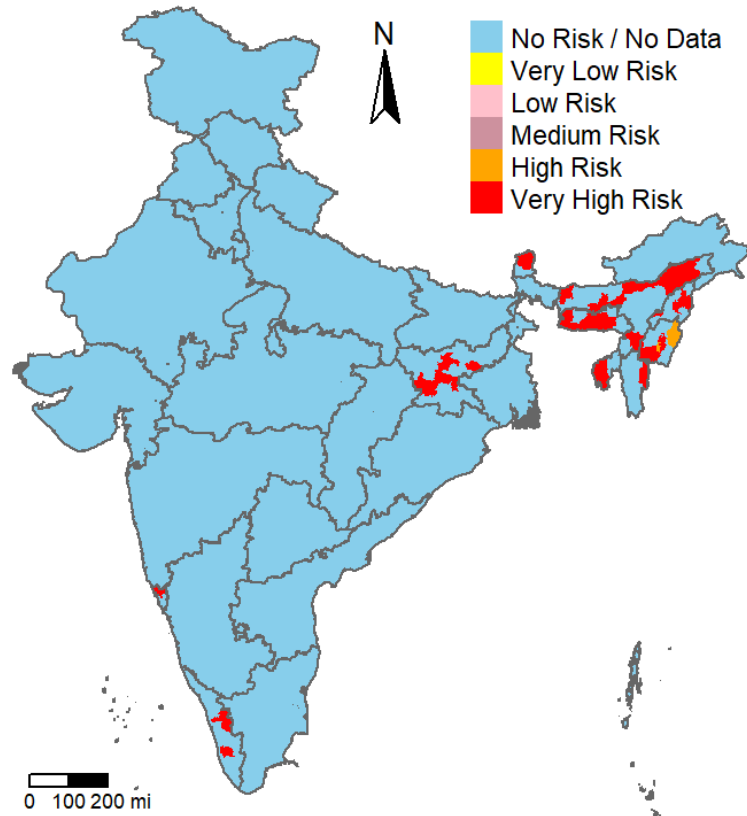 N
No Risk / No Data
Very Low Risk
Low Risk
Medium Risk
High Risk
Very High Risk
0 100 200 mi